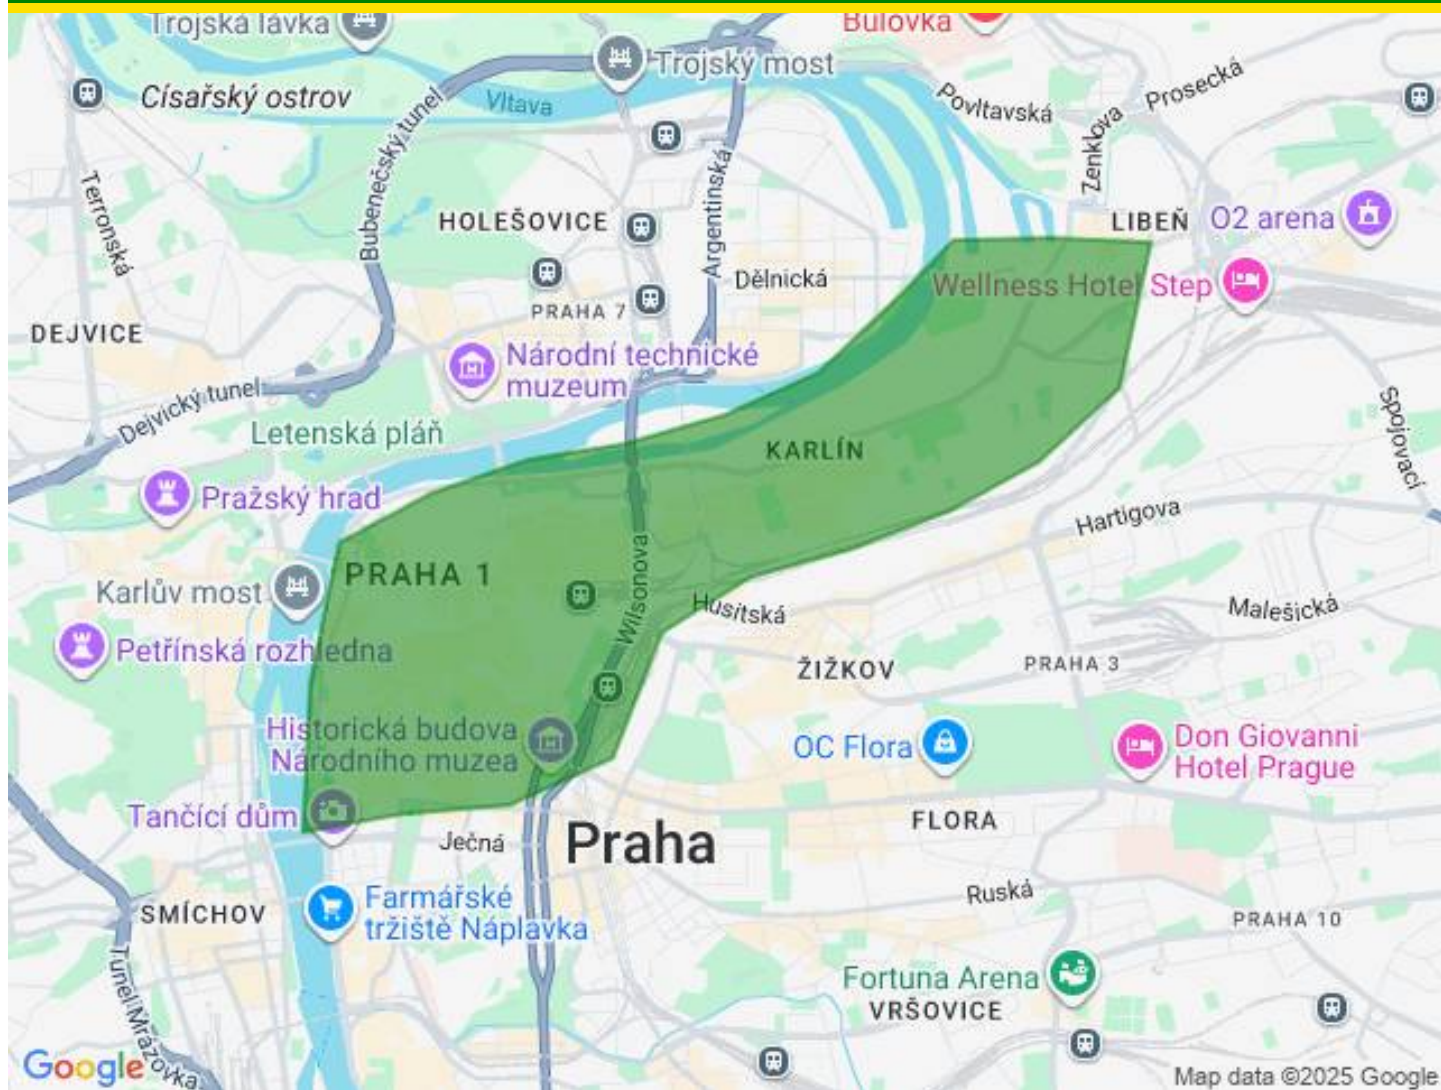 Trojská lávka
Bulovka
Trojský most
Císařský ostrov
Vltava
Bubenečský tunel
Povltavská
Prosecká
Zenklova
Terronská
Argentinská
HOLEŠOVICE
LIBEŇ
O2 arena
Dělnická
Wellness Hotel Step
PRAHA 7
DEJVICE
Národní technické
muzeum
Dejvický tunel
Letenská pláň
Spojovací
KARLÍN
Pražský hrad
Hartigova
Wilsonova
PRAHA 1
Karlův most
Husitská
Malešická
Petřínská rozhledna
ŽIŽKOV
PRAHA 3
Historická budova
Národního muzea
OC Flora
Don Giovanni
Hotel Prague
Tančící dům
Ječná
Praha
FLORA
Farmářské
tržiště Náplavka
SMÍCHOV
Ruská
PRAHA 10
Tunel Mrázovka
Fortuna Arena
VRŠOVICE
Google
Map data ©2025 Google